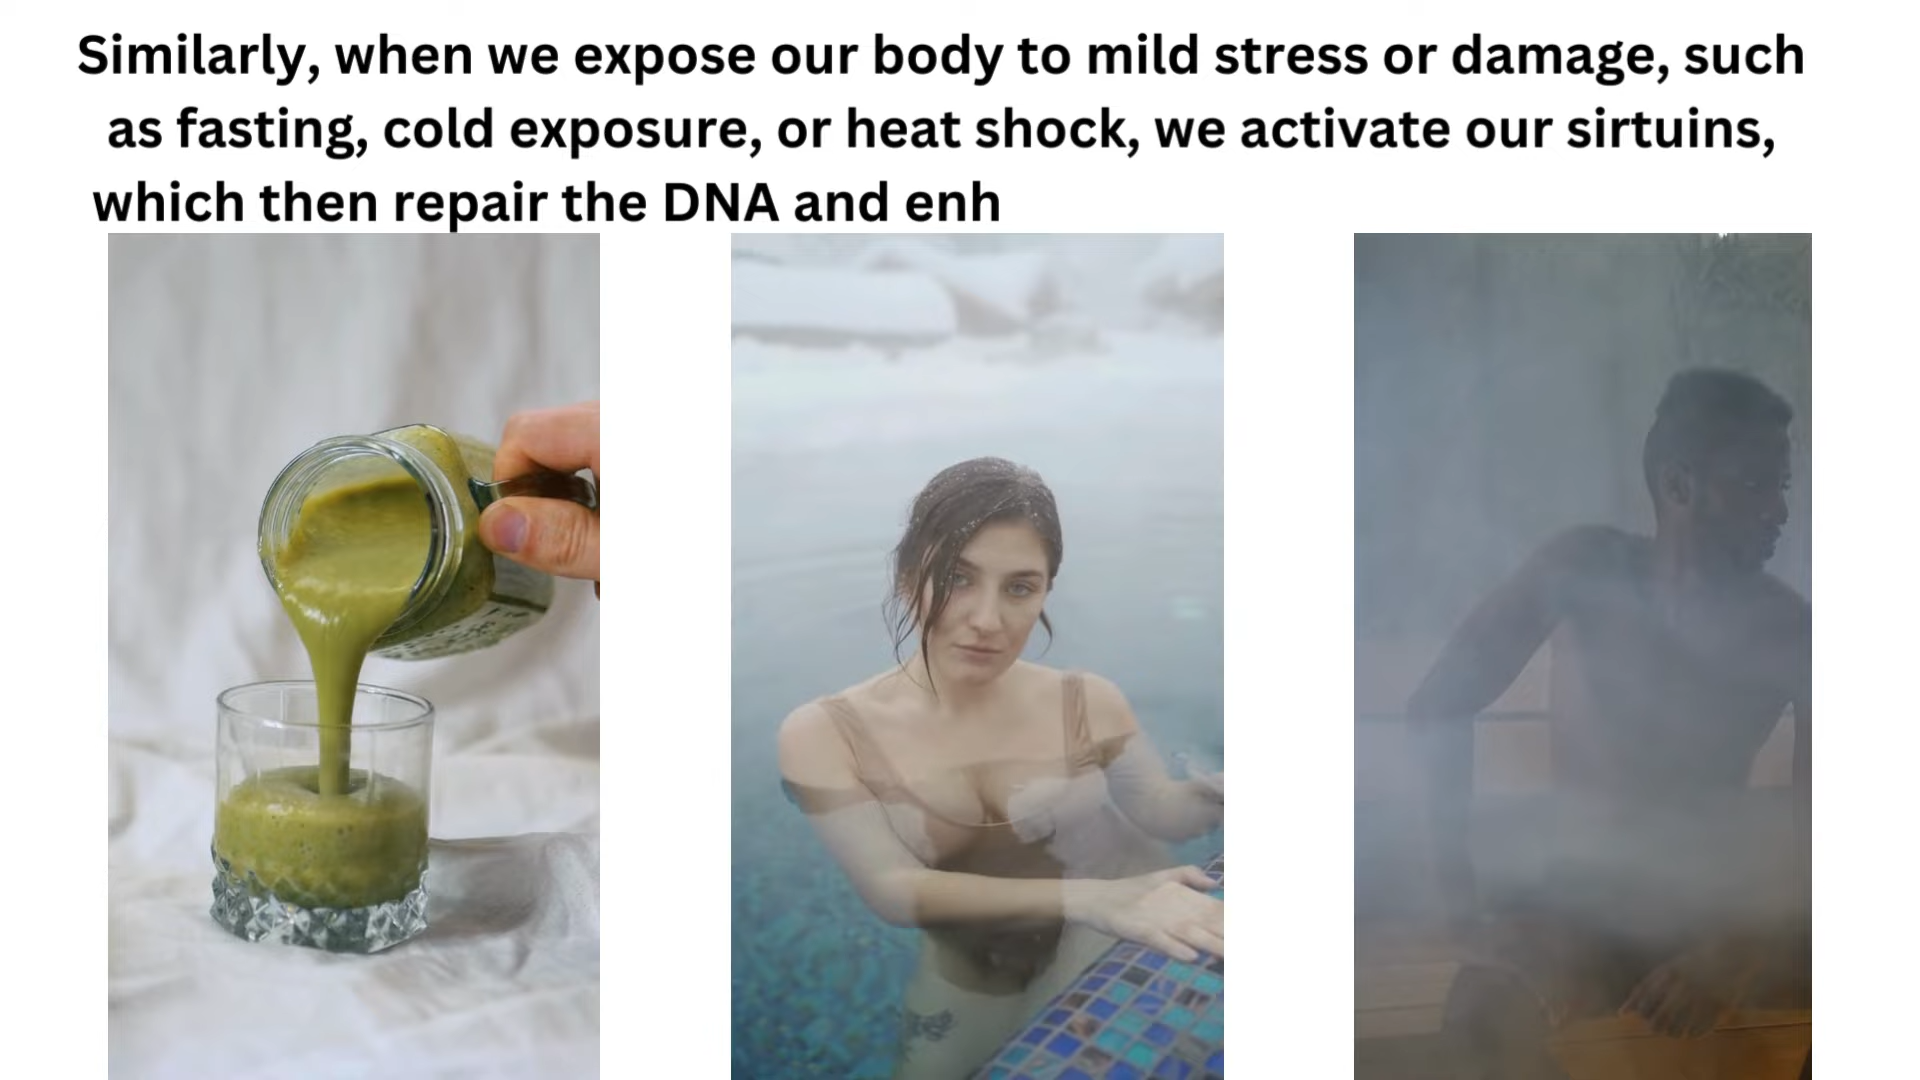 Similarly, when we expose our body to mild stress or damage, such
as fasting, cold exposure, or heat shock, we activate our sirtuins,
which then repair the DNA and enh